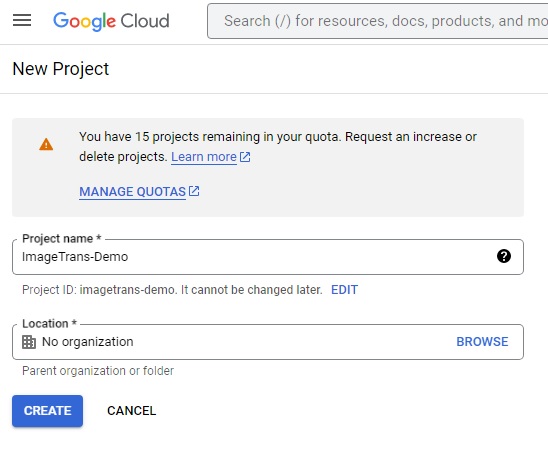 Google Cloud
Search (/) for resources, docs, products, and mo
New Project
You have 15 projects remaining in your quota. Request an increase or
delete projects. Learn more
MANAGE QUOTAS
Project name *
ImageTrans-Demo
Project ID: imagetrans-demo. It cannot be changed later. EDIT
Location *
No organization BROWSE
Parent organization or folder
CREATE CANCEL